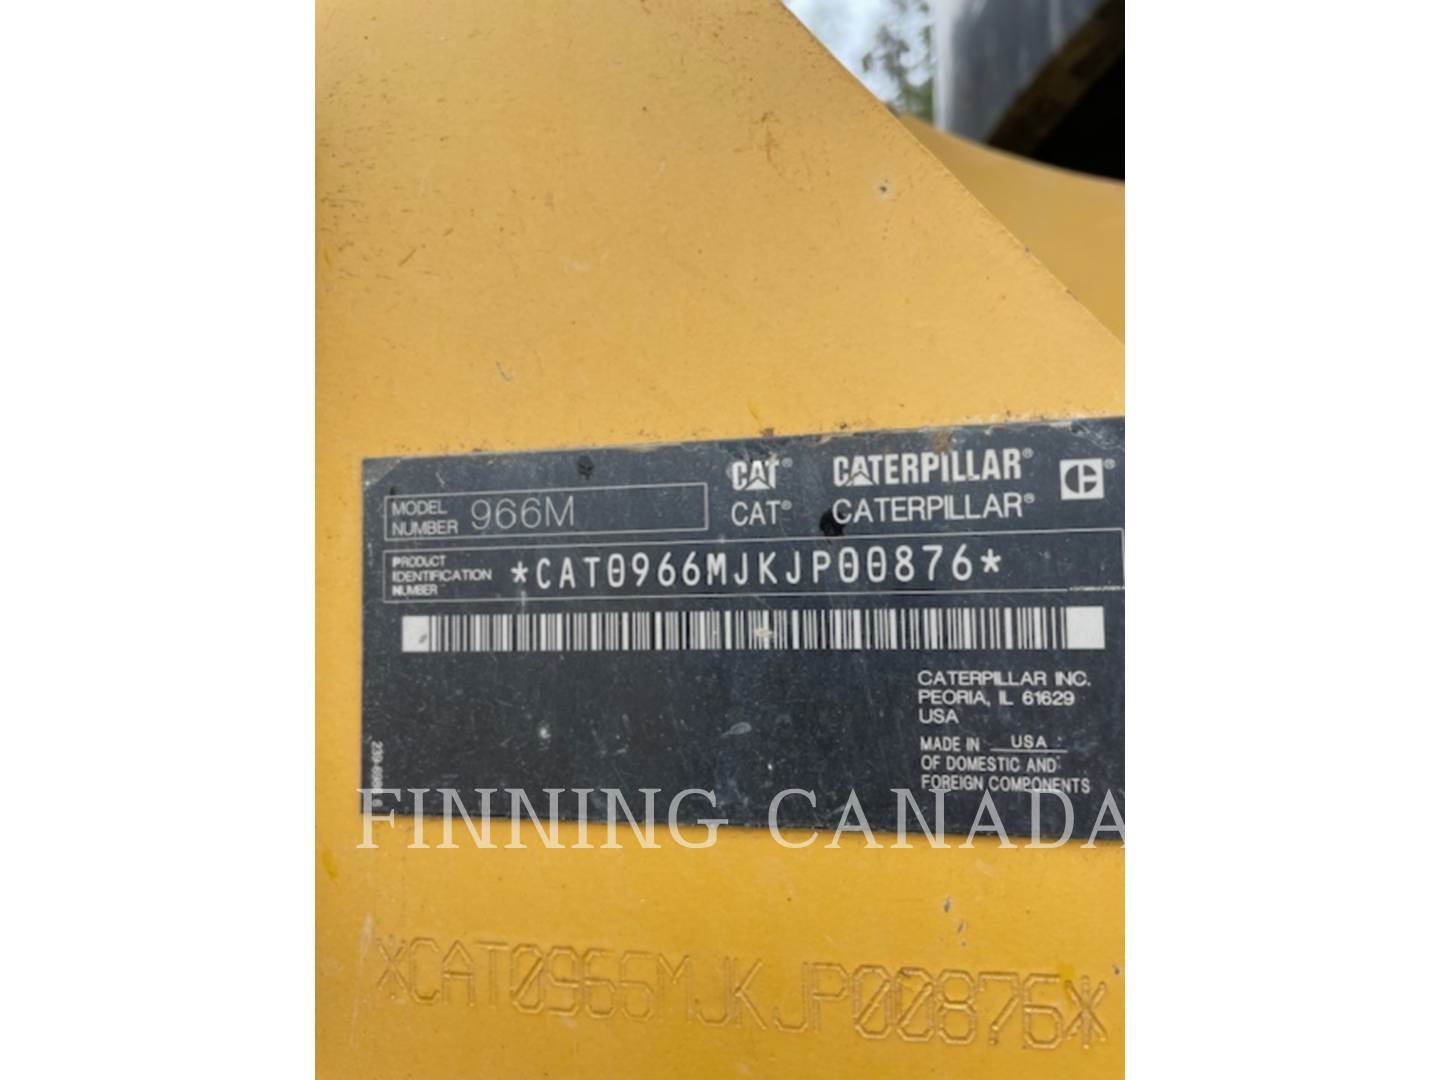 CAT® CATERPILLAR®
MODEL NUMBER 966M
CAT® CATERPILLAR®
PRODUCT IDENTIFICATION NUMBER *CAT0966MJKJP00876*
CATERPILLAR INC.
PEORIA, IL 61629
USA
MADE IN USA
OF DOMESTIC AND
FOREIGN COMPONENTS
FINNING CANADA
*CAT0966MJKJP00876*